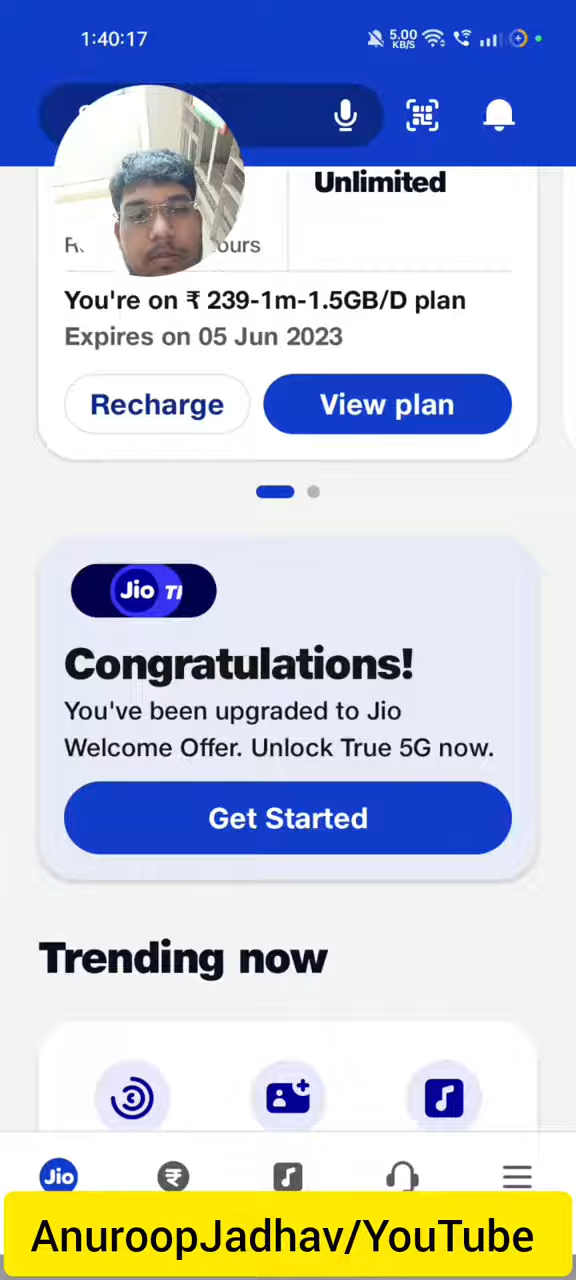 1:40:17
5.00
KB/S
Unlimited
ours
You're on ₹ 239-1m-1.5GB/D plan
Expires on 05 Jun 2023
Recharge
View plan
Jio
Congratulations!
You've been upgraded to Jio
Welcome Offer. Unlock True 5G now.
Get Started
Trending now
Jio
₹
AnuroopJadhav/YouTube